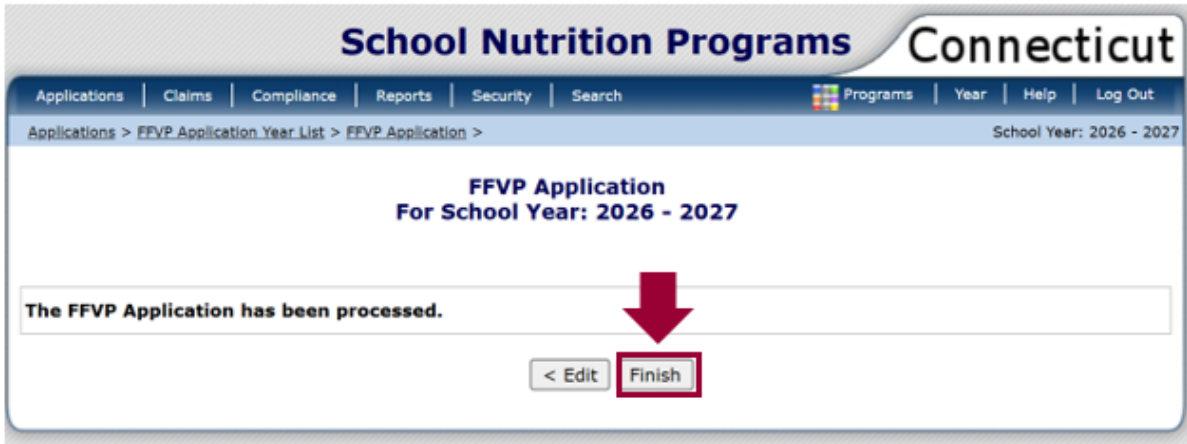 School Nutrition Programs
Connecticut
Applications | Claims | Compliance | Reports | Security | Search
Programs | Year | Help | Log Out
Applications > FFVP Application Year List > FFVP Application >
School Year: 2026 - 2027
FFVP Application
For School Year: 2026 - 2027
The FFVP Application has been processed.
< Edit
Finish